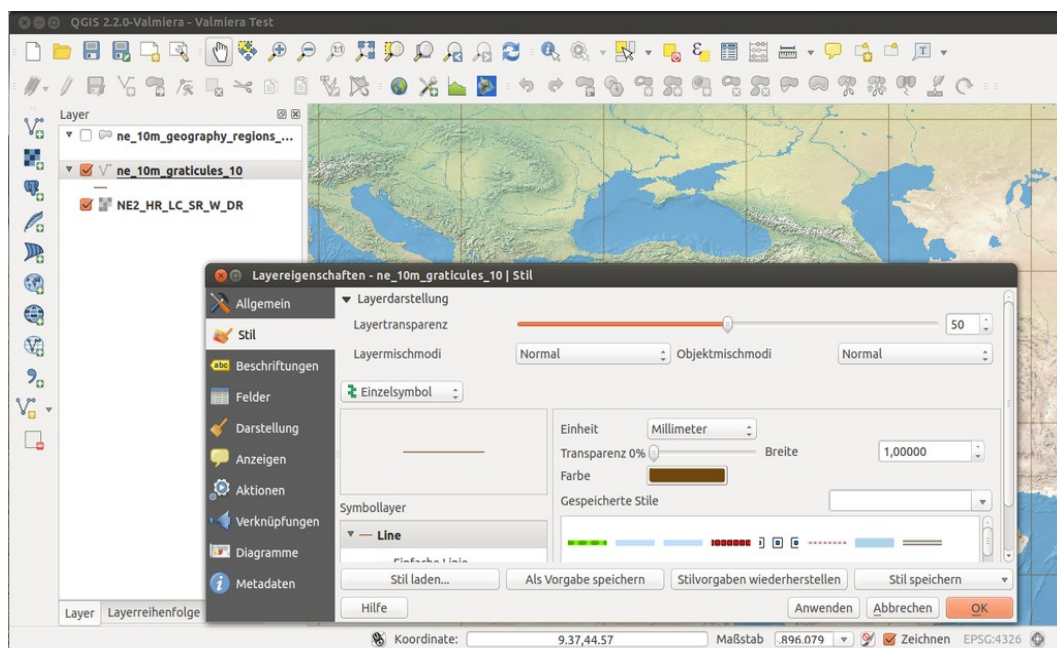 QGIS 2.2.0-Valmiera - Valmiera Test
Layer
ne_10m_geography_regions_...
ne_10m_graticules_10
NE2_HR_LC_SR_W_DR
Layereigenschaften - ne_10m_graticules_10 | Stil
Allgemein
Stil
Beschriftungen
Felder
Darstellung
Anzeigen
Aktionen
Verknüpfungen
Diagramme
Metadaten
Layerdarstellung
Layertransparenz 50
Layermischmodi Normal Objektmischmodi Normal
Einzelsymbol
Einheit Millimeter
Transparenz 0% Breite 1,00000
Farbe
Gespeicherte Stile
Symbollayer
Line
Einfache Linie
Stil laden... Als Vorgabe speichern Stilvorgaben wiederherstellen Stil speichern
Hilfe Anwenden Abbrechen OK
Layer Layerreihenfolge
Koordinate: 9.37,44.57 Maßstab .896.079 Zeichnen EPSG:4326